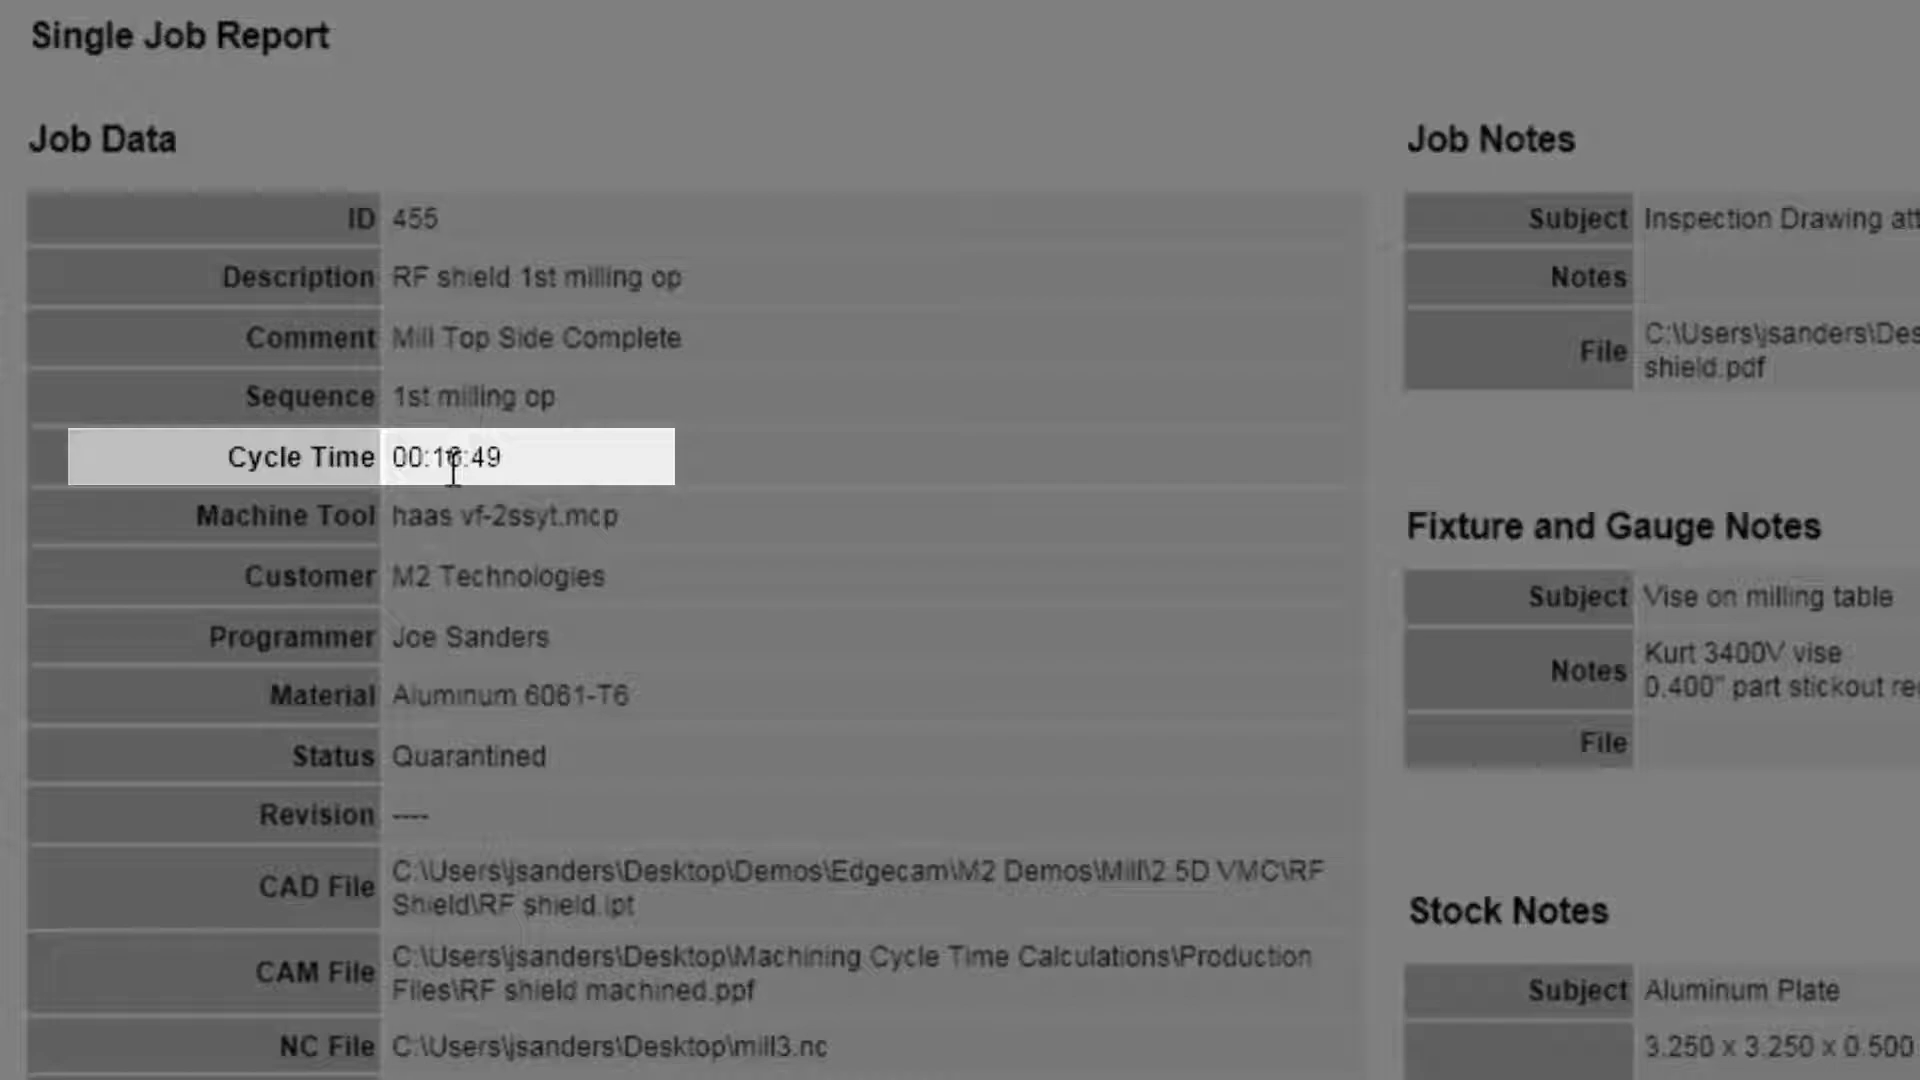 Single Job Report
Job Data
ID 455
Description RF shield 1st milling op
Comment Mill Top Side Complete
Sequence 1st milling op
Cycle Time 00:16:49
Machine Tool haas vf-2ssyt.mcp
Customer M2 Technologies
Programmer Joe Sanders
Material Aluminum 6061-T6
Status Quarantined
Revision ----
CAD File C:\Users\jsanders\Desktop\Demos\Edgecam\M2 Demos\Mill\2.5D VMC\RF
Shield\RF shield.ipt
CAM File C:\Users\jsanders\Desktop\Machining Cycle Time Calculations\Production
Files\RF shield machined.ppf
NC File C:\Users\jsanders\Desktop\mill3.nc
Job Notes
Subject Inspection Drawing att
Notes
File C:\Users\jsanders\Des
shield.pdf
Fixture and Gauge Notes
Subject Vise on milling table
Notes Kurt 3400V vise
0.400" part stickout re
File
Stock Notes
Subject Aluminum Plate
3.250 x 3.250 x 0.500